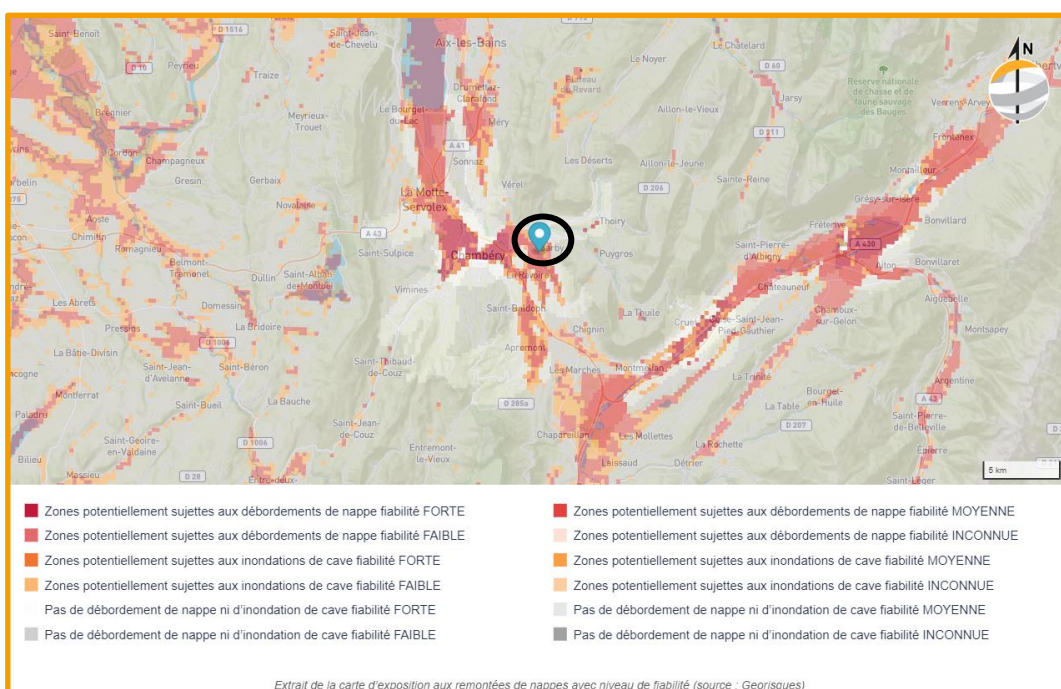 D 1516
Saint-Benoît
Saint-Jean-
de-Chevelu
Aix-les-Bains
N
Le Châtelard
D 10
Peyrieu
Traize
Le Noyer
D 60
Plateau
du Revard
Drumettaz-
Clarafond
Jarsy
Réserve nationale
de chasse et de
faune sauvage
des Bauges
Brégnier
Cordon
Meyrieux-
Trouet
Le Bourget-
du-Lac
Méry
Aillon-le-Vieux
D 211
Verrens-Arvey
Frontenex
A 41
Sonnaz
Les Déserts
Aillon-le-Jeune
Montailleur
Champagneux
Gresin
Gerbaix
Vérel
Sainte-Reine
Grésy-sur-Isère
La Motte-
Servolex
D 206
Novalaise
Aoste
Thoiry
Fréterive
Bonvillard
Chimilin
Romagnieu
A 43
Saint-Sulpice
Chambéry
Puygros
Saint-Pierre-
d'Albigny
A 430
Aiton
Bonvillaret
Belmont-
Tramonet
Dullin
Saint-Alban-
de-Montbel
La Ravoire
Châteauneuf
Vimines
Aiguebelle
Les Abrets
Domessin
Saint-Baldoph
La Thuile
Cruet
Saint-Jean-
Pied-Gauthier
Chamoux-
sur-Gelon
Pressins
La Bridoire
Chignin
Montsapey
D 1006
Apremont
La Bâtie-Divisin
Saint-Jean-
d'Avelanne
Saint-Béron
Saint-Thibaud-
de-Couz
Les Marches
Montmélian
La Trinité
Argentine
Montferrat
La Bauche
Bourget-
en-Huile
A 43
Saint-Bueil
D 285a
La Table
Saint-Pierre-
de-Belleville
Paladru
Saint-Jean-
de-Couz
Chapareillan
Les Mollettes
D 207
Saint-Geoire-
en-Valdaine
D 1006
Entremont-
le-Vieux
La Rochette
Épierre
Bilieu
Massieu
D 28
Entre-deux-
Laissaud
Détrier
Saint-Léger
5 km
Zones potentiellement sujettes aux débordements de nappe fiabilité FORTE
Zones potentiellement sujettes aux débordements de nappe fiabilité MOYENNE
Zones potentiellement sujettes aux débordements de nappe fiabilité FAIBLE
Zones potentiellement sujettes aux débordements de nappe fiabilité INCONNUE
Zones potentiellement sujettes aux inondations de cave fiabilité FORTE
Zones potentiellement sujettes aux inondations de cave fiabilité MOYENNE
Zones potentiellement sujettes aux inondations de cave fiabilité FAIBLE
Zones potentiellement sujettes aux inondations de cave fiabilité INCONNUE
Pas de débordement de nappe ni d'inondation de cave fiabilité FORTE
Pas de débordement de nappe ni d'inondation de cave fiabilité MOYENNE
Pas de débordement de nappe ni d'inondation de cave fiabilité FAIBLE
Pas de débordement de nappe ni d'inondation de cave fiabilité INCONNUE
Extrait de la carte d'exposition aux remontées de nappes avec niveau de fiabilité (source : Georisques)